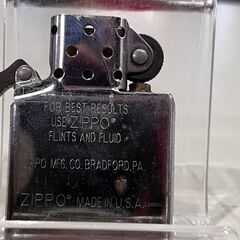 FOR BEST RESULTS
USE ZIPPO®
FLINTS AND FLUID
IPPO MFG. CO. BRADFORD, PA.
ZIPPO® MADE IN U.S.A.